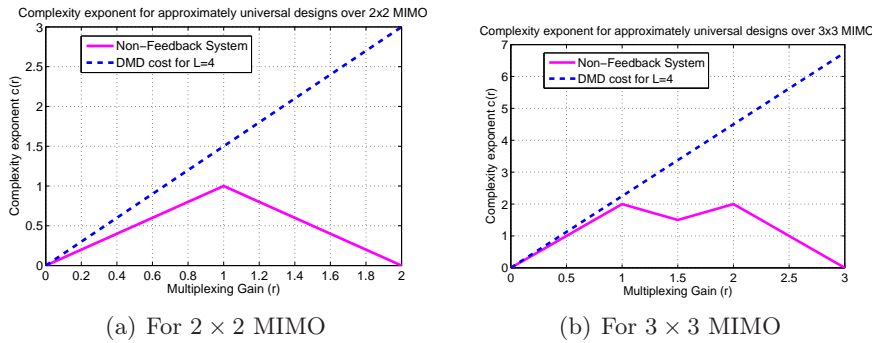 Complexity exponent for approximately universal designs over 2x2 MIMO
Non−Feedback System
DMD cost for L=4
Complexity exponent c(r)
3
2.5
2
1.5
1
0.5
0
0 0.2 0.4 0.6 0.8 1 1.2 1.4 1.6 1.8 2
Multiplexing Gain (r)
(a) For 2 × 2 MIMO
Complexity exponent for approximately universal designs over 3x3 MIMO
Non−Feedback System
DMD cost for L=4
Complexity exponent c(r)
7
6
5
4
3
2
1
0
0 0.5 1 1.5 2 2.5 3
Multiplexing Gain (r)
(b) For 3 × 3 MIMO